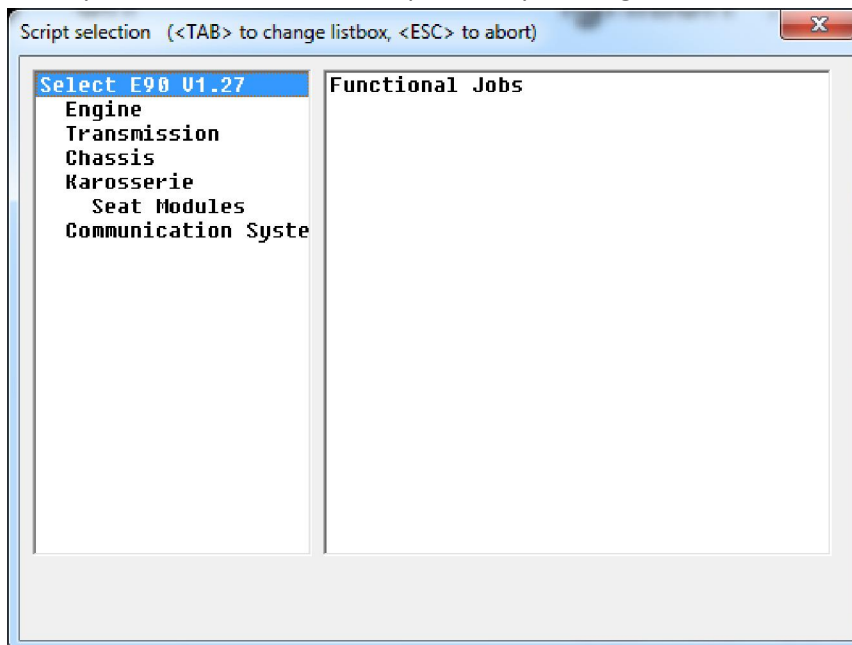 Script selection (<TAB> to change listbox, <ESC> to abort)
Select E90 V1.27
Engine
Transmission
Chassis
Karosserie
Seat Modules
Communication Syste
Functional Jobs